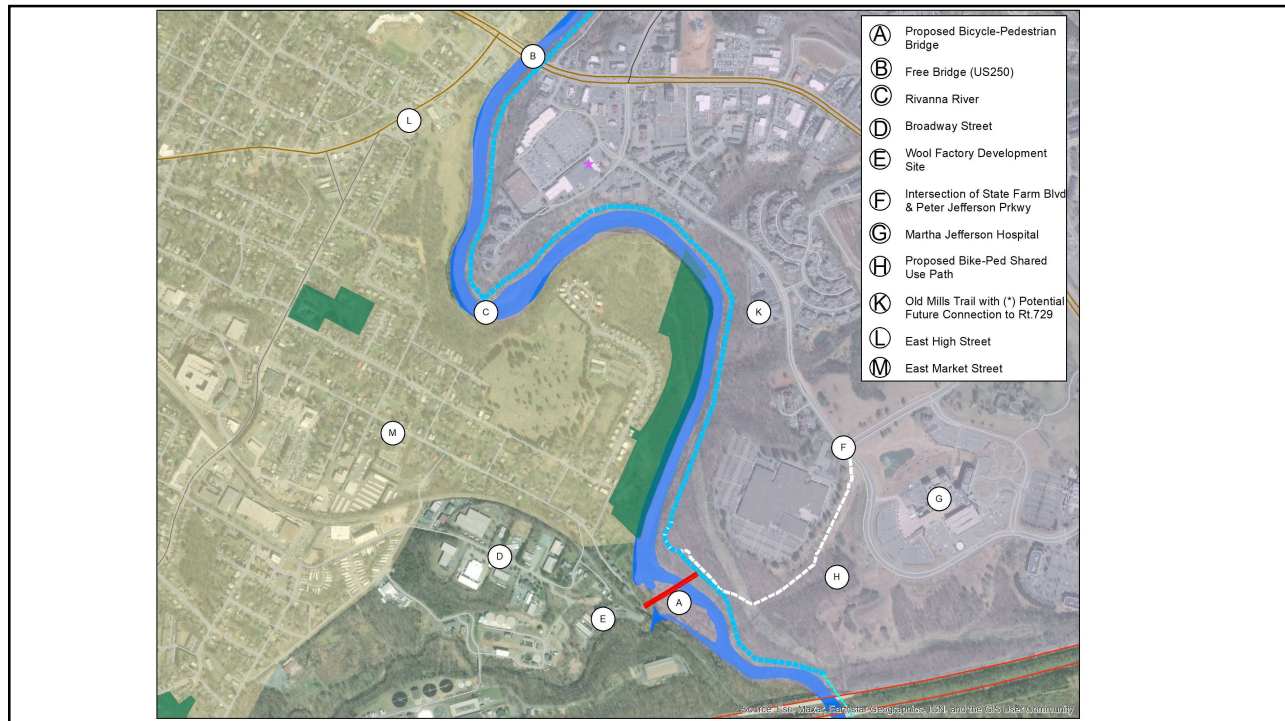 A Proposed Bicycle-Pedestrian
Bridge
B Free Bridge (US250)
C Rivanna River
D Broadway Street
E Wool Factory Development
Site
F Intersection of State Farm Blvd
& Peter Jefferson Prkwy
G Martha Jefferson Hospital
H Proposed Bike-Ped Shared
Use Path
K Old Mills Trail with (*) Potential
Future Connection to Rt.729
L East High Street
M East Market Street
B
L
C
K
M
F
G
D
H
A
E
Source: Esri, Maxar, Earthstar Geographics, IGN, and the GIS User Community